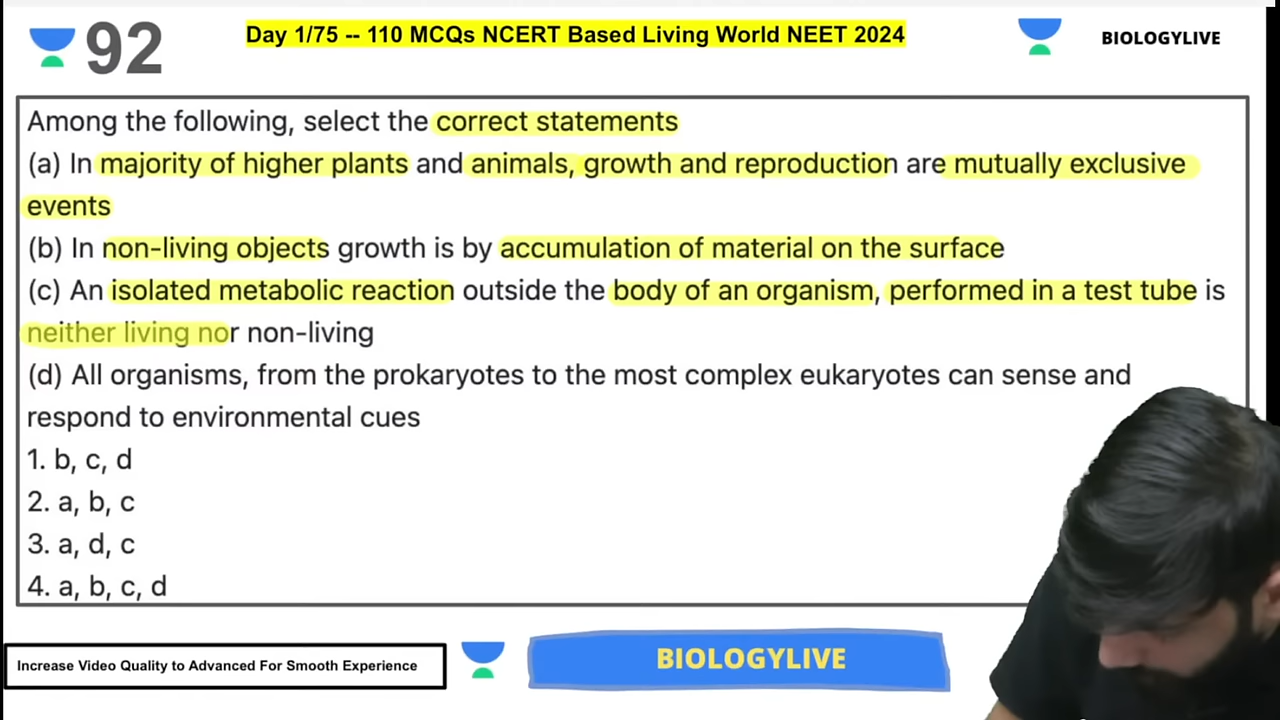 92
Day 1/75 -- 110 MCQs NCERT Based Living World NEET 2024
BIOLOGYLIVE
Among the following, select the correct statements
(a) In majority of higher plants and animals, growth and reproduction are mutually exclusive
events
(b) In non-living objects growth is by accumulation of material on the surface
(c) An isolated metabolic reaction outside the body of an organism, performed in a test tube is
neither living nor non-living
(d) All organisms, from the prokaryotes to the most complex eukaryotes can sense and
respond to environmental cues
1. b, c, d
2. a, b, c
3. a, d, c
4. a, b, c, d
Increase Video Quality to Advanced For Smooth Experience
BIOLOGYLIVE